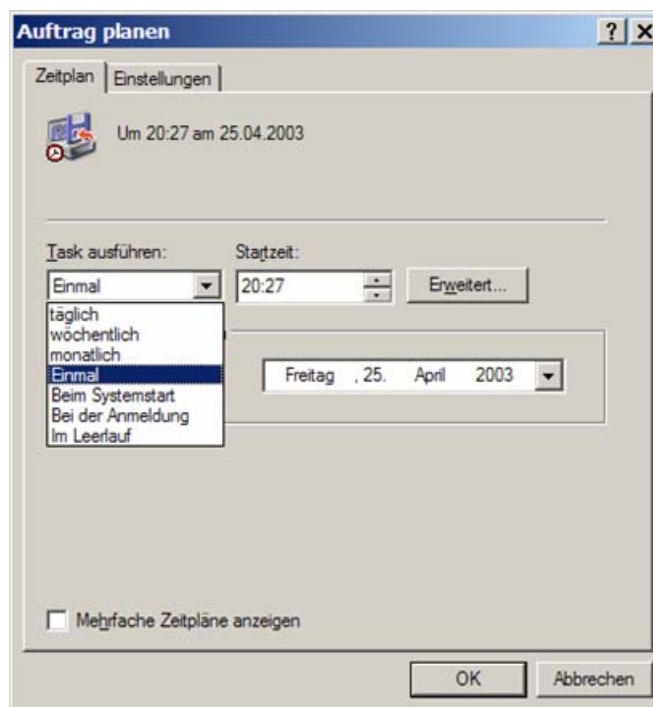 Auftrag planen
Zeitplan Einstellungen
Um 20:27 am 25.04.2003
Task ausführen: Startzeit:
Einmal 20:27 Erweitert...
täglich
wöchentlich
monatlich
Einmal
Beim Systemstart
Bei der Anmeldung
Im Leerlauf
Freitag , 25. April 2003
Mehrfache Zeitpläne anzeigen
OK Abbrechen